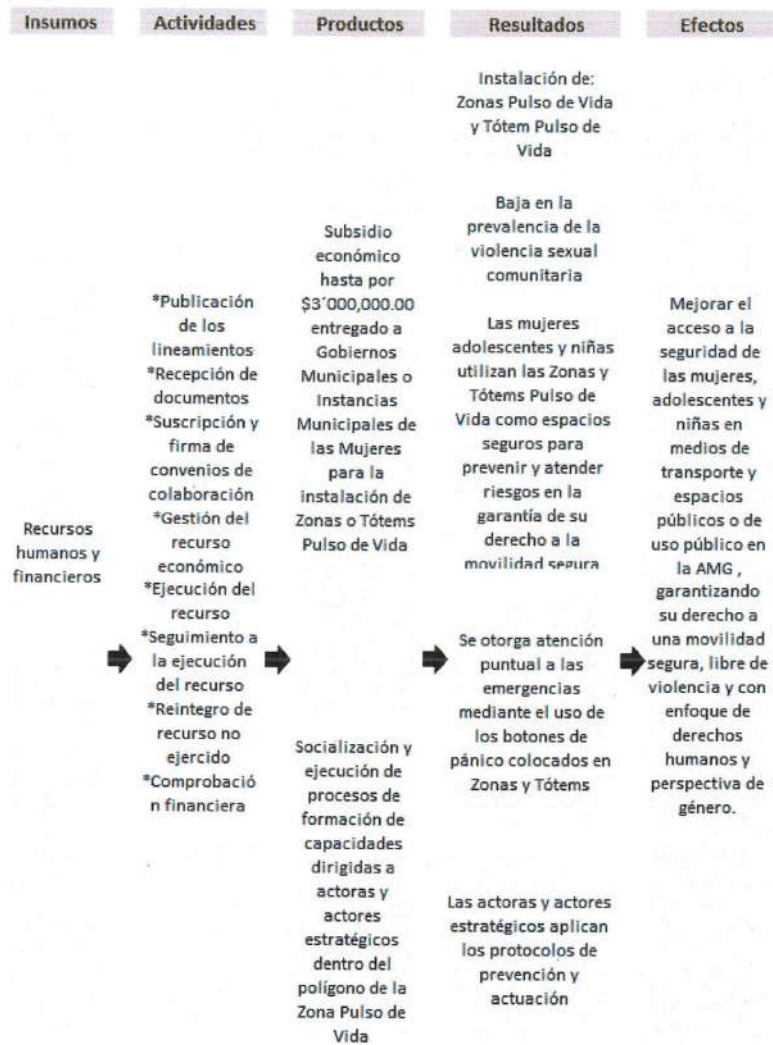 Insumos
Actividades
Productos
Resultados
Efectos
Recursos
humanos y
financieros
*Publicación
de los
lineamientos
*Recepción de
documentos
*Suscripción y
firma de
convenios de
colaboración
*Gestión del
recurso
económico
*Ejecución del
recurso
*Seguimiento a
la ejecución
del recurso
*Reintegro de
recurso no
ejercido
*Comprobació
n financiera
Subsidio
económico
hasta por
$3´000,000.00
entregado a
Gobiernos
Municipales o
Instancias
Municipales de
las Mujeres
para la
instalación de
Zonas o Tótems
Pulso de Vida
Socialización y
ejecución de
procesos de
formación de
capacidades
dirigidas a
actoras y
actores
estratégicos
dentro del
polígono de la
Zona Pulso de
Vida
Instalación de:
Zonas Pulso de Vida
y Tótem Pulso de
Vida
Baja en la
prevalencia de la
violencia sexual
comunitaria
Las mujeres
adolescentes y niñas
utilizan las Zonas y
Tótems Pulso de
Vida como espacios
seguros para
prevenir y atender
riesgos en la
garantía de su
derecho a la
movilidad segura
Se otorga atención
puntual a las
emergencias
mediante el uso de
los botones de
pánico colocados en
Zonas y Tótems
Las actoras y actores
estratégicos aplican
los protocolos de
prevención y
actuación
Mejorar el
acceso a la
seguridad de
las mujeres,
adolescentes y
niñas en
medios de
transporte y
espacios
públicos o de
uso público en
la AMG ,
garantizando
su derecho a
una movilidad
segura, libre de
violencia y con
enfoque de
derechos
humanos y
perspectiva de
género.